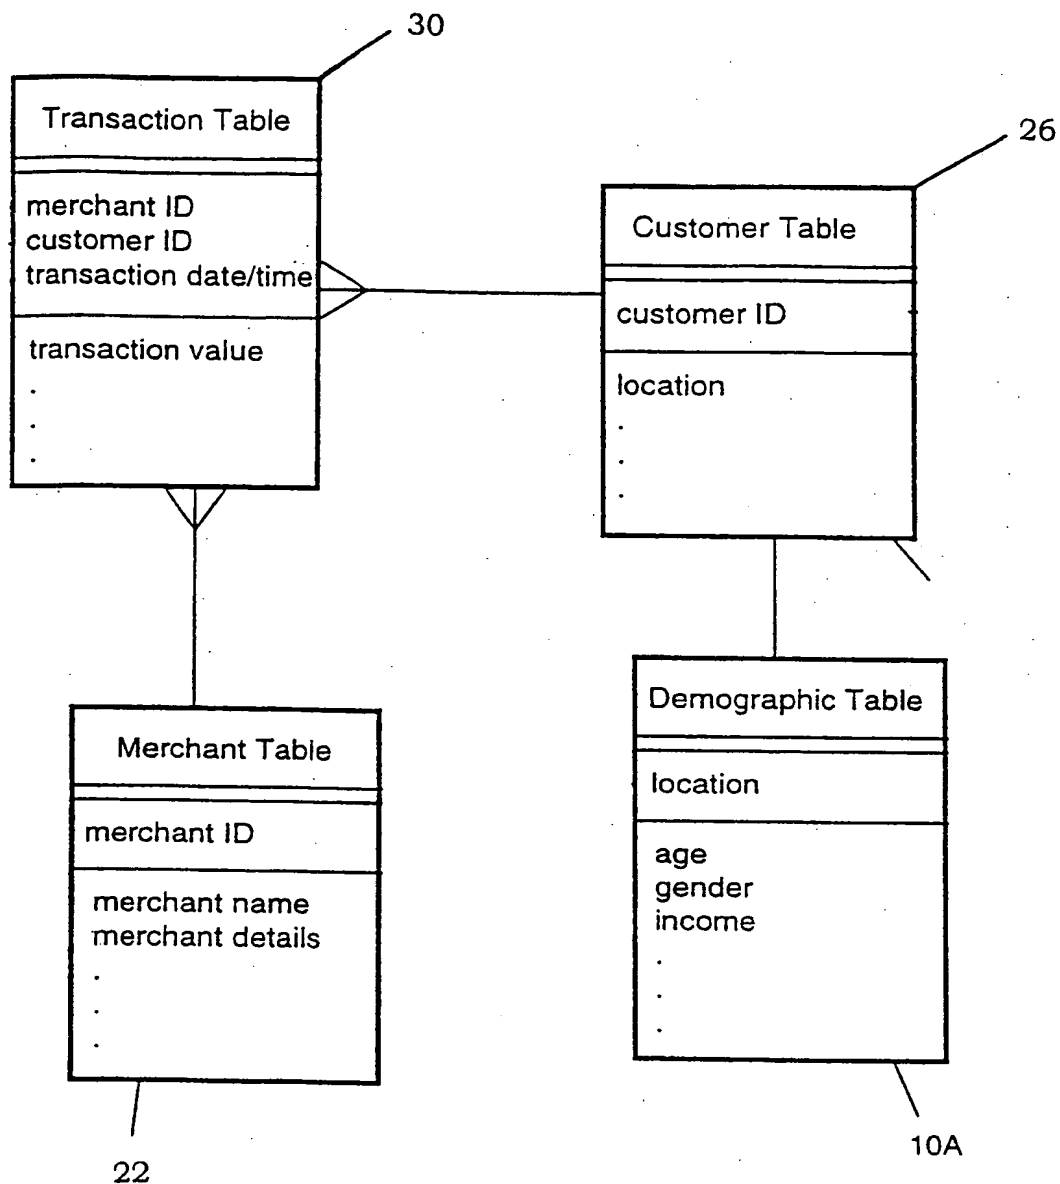 30
Transaction Table
merchant ID
customer ID
transaction date/time
transaction value
.
.
.
26
Customer Table
customer ID
location
.
.
.
Merchant Table
merchant ID
merchant name
merchant details
.
.
.
22
Demographic Table
location
age
gender
income
.
.
.
10A